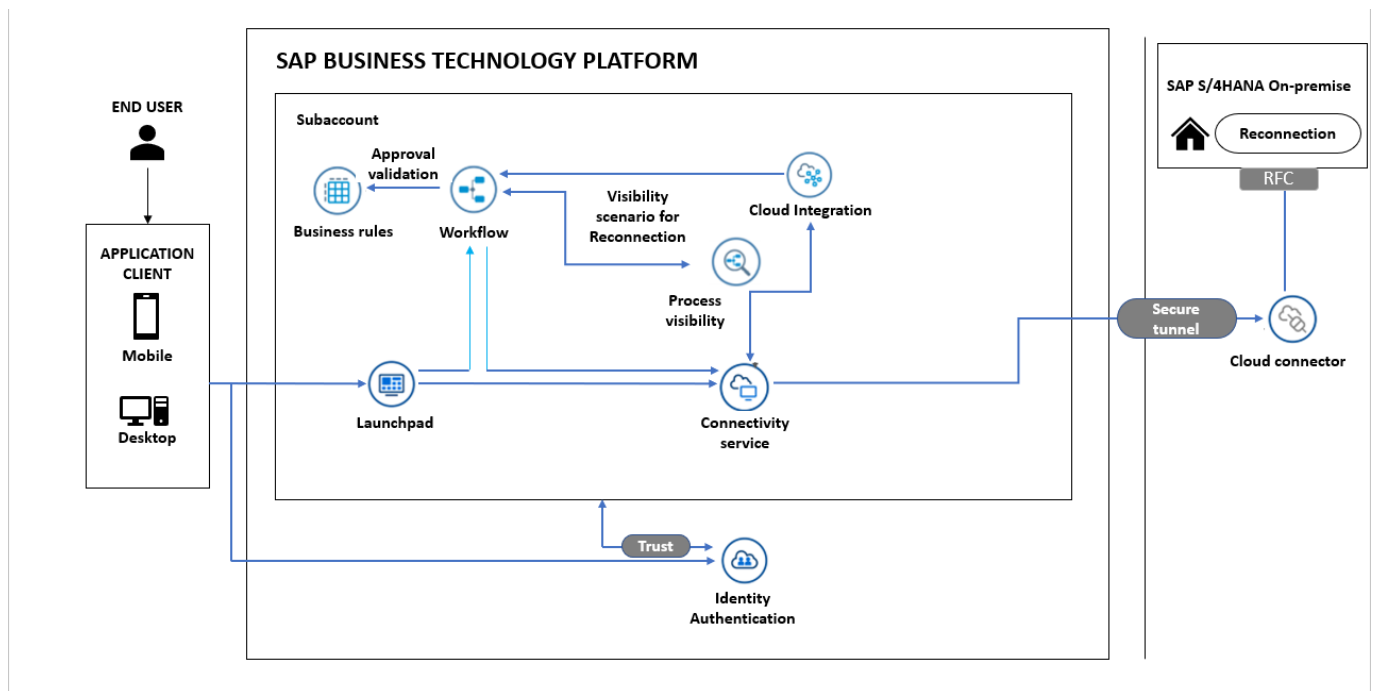 SAP BUSINESS TECHNOLOGY PLATFORM
SAP S/4HANA On-premise
END USER
Subaccount
Reconnection
Approval
validation
RFC
Visibility
scenario for
Reconnection
Cloud Integration
Business rules
Workflow
APPLICATION
CLIENT
Process
visibility
Secure
tunnel
Mobile
Cloud connector
Launchpad
Connectivity
service
Desktop
Trust
Identity
Authentication